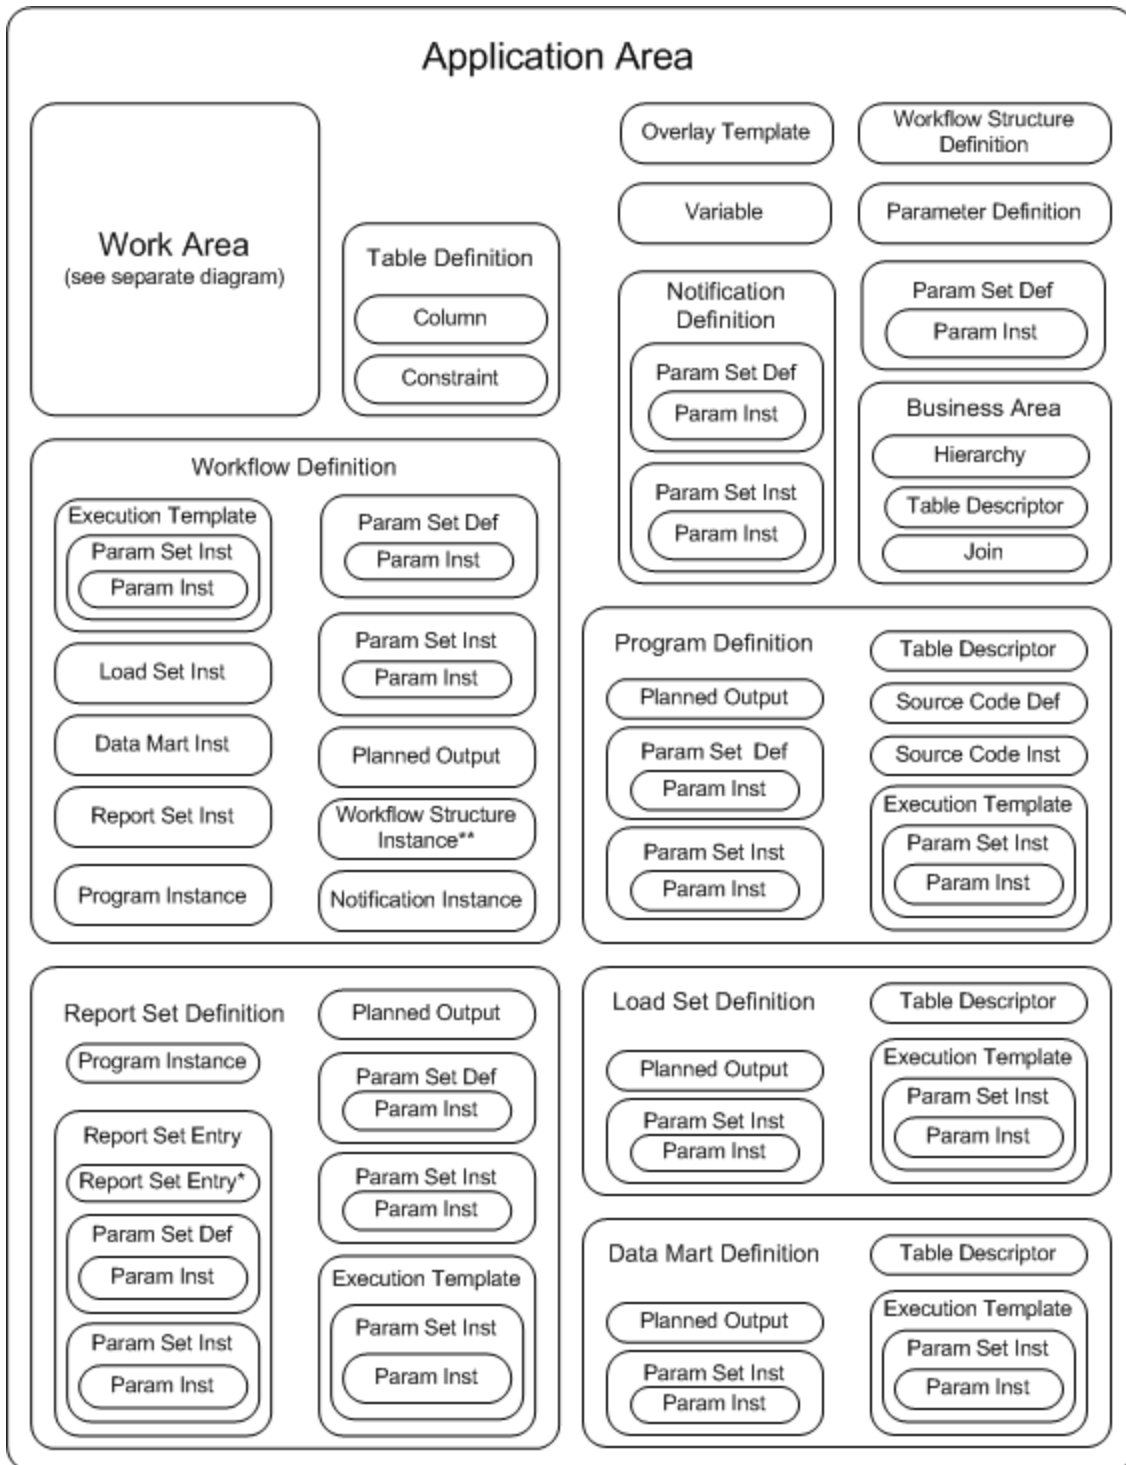 Application Area
Work Area
(see separate diagram)
Table Definition
Column
Constraint
Overlay Template
Workflow Structure
Definition
Variable
Parameter Definition
Notification
Definition
Param Set Def
Param Inst
Param Set Inst
Param Inst
Param Set Def
Param Inst
Business Area
Hierarchy
Table Descriptor
Join
Workflow Definition
Execution Template
Param Set Inst
Param Inst
Load Set Inst
Data Mart Inst
Report Set Inst
Program Instance
Param Set Def
Param Inst
Param Set Inst
Param Inst
Planned Output
Workflow Structure
Instance**
Notification Instance
Program Definition
Planned Output
Param Set  Def
Param Inst
Param Set Inst
Param Inst
Table Descriptor
Source Code Def
Source Code Inst
Execution Template
Param Set Inst
Param Inst
Report Set Definition
Program Instance
Report Set Entry
Report Set Entry*
Param Set Def
Param Inst
Param Set Inst
Param Inst
Planned Output
Param Set Def
Param Inst
Param Set Inst
Param Inst
Execution Template
Param Set Inst
Param Inst
Load Set Definition
Planned Output
Param Set Inst
Param Inst
Table Descriptor
Execution Template
Param Set Inst
Param Inst
Data Mart Definition
Planned Output
Param Set Inst
Param Inst
Table Descriptor
Execution Template
Param Set Inst
Param Inst